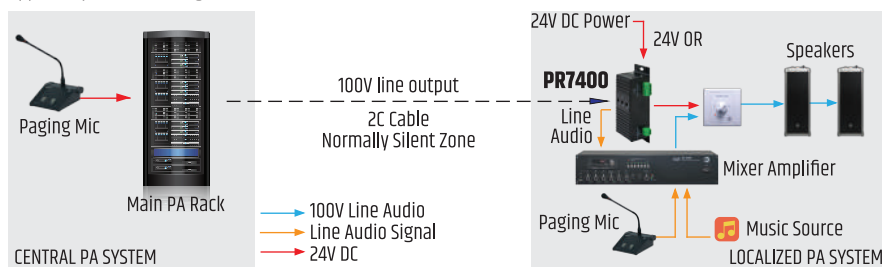 24V DC Power
24V OR
Speakers
100V line output
PR7400
Paging Mic
2C Cable
Normally Silent Zone
Line
Audio
Mixer Amplifier
Main PA Rack
100V Line Audio
Line Audio Signal
24V DC
Paging Mic
Music Source
CENTRAL PA SYSTEM
LOCALIZED PA SYSTEM